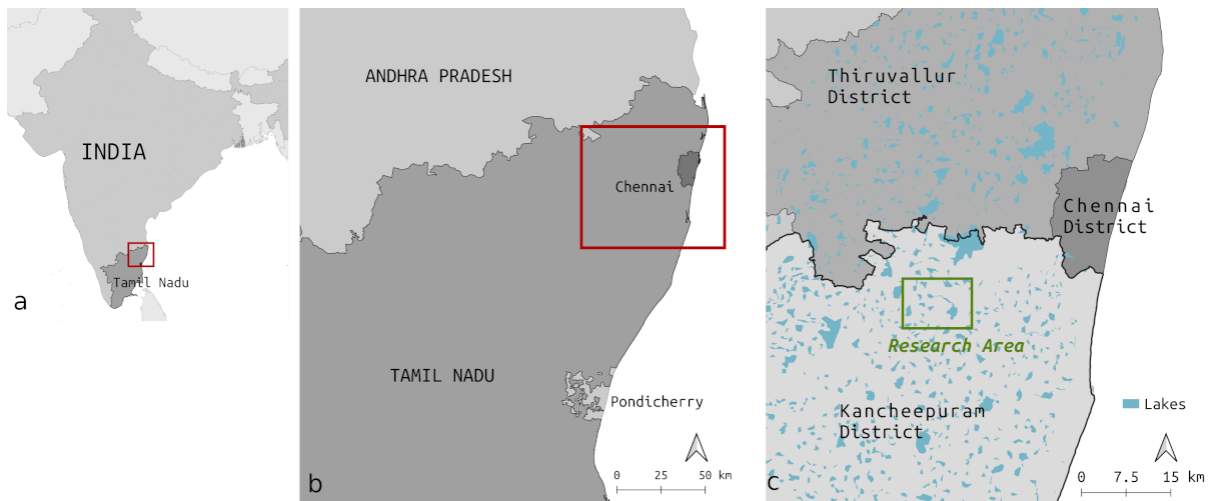 INDIA
Tamil Nadu
a
ANDHRA PRADESH
Chennai
TAMIL NADU
Pondicherry
0 25 50 km
b
Thiruvallur
District
Chennai
District
Research Area
Kancheepuram
District
Lakes
0 7.5 15 km
c